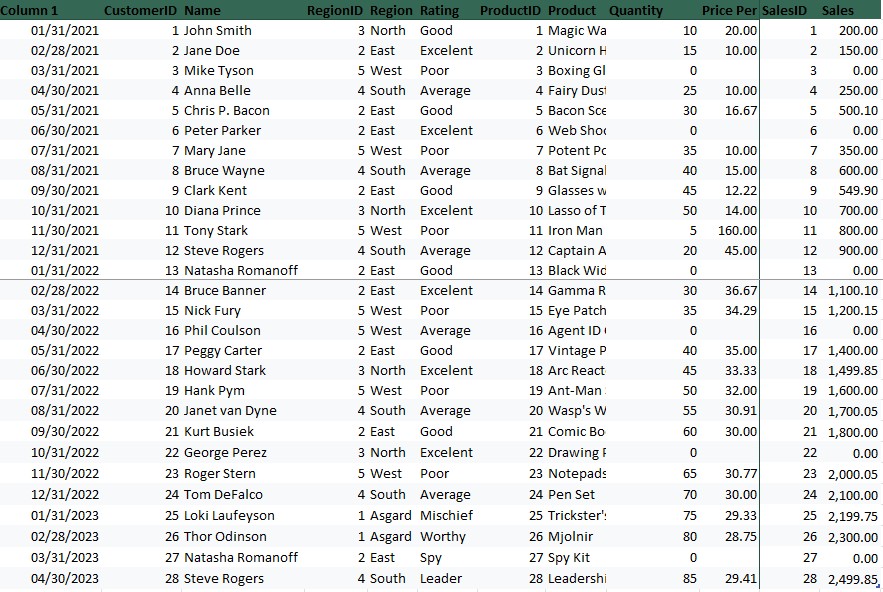 Column 1 CustomerID Name RegionID Region Rating ProductID Product Quantity Price Per SalesID Sales
01/31/2021 1 John Smith 3 North Good 1 Magic Wa 10 20.00 1 200.00
02/28/2021 2 Jane Doe 2 East Excelent 2 Unicorn H 15 10.00 2 150.00
03/31/2021 3 Mike Tyson 5 West Poor 3 Boxing Gl 0 3 0.00
04/30/2021 4 Anna Belle 4 South Average 4 Fairy Dust 25 10.00 4 250.00
05/31/2021 5 Chris P. Bacon 2 East Good 5 Bacon Sce 30 16.67 5 500.10
06/30/2021 6 Peter Parker 2 East Excelent 6 Web Shoo 0 6 0.00
07/31/2021 7 Mary Jane 5 West Poor 7 Potent Po 35 10.00 7 350.00
08/31/2021 8 Bruce Wayne 4 South Average 8 Bat Signal 40 15.00 8 600.00
09/30/2021 9 Clark Kent 2 East Good 9 Glasses w 45 12.22 9 549.90
10/31/2021 10 Diana Prince 3 North Excelent 10 Lasso of T 50 14.00 10 700.00
11/30/2021 11 Tony Stark 5 West Poor 11 Iron Man 5 160.00 11 800.00
12/31/2021 12 Steve Rogers 4 South Average 12 Captain A 20 45.00 12 900.00
01/31/2022 13 Natasha Romanoff 2 East Good 13 Black Wid 0 13 0.00
02/28/2022 14 Bruce Banner 2 East Excelent 14 Gamma R 30 36.67 14 1,100.10
03/31/2022 15 Nick Fury 5 West Poor 15 Eye Patch 35 34.29 15 1,200.15
04/30/2022 16 Phil Coulson 5 West Average 16 Agent ID 0 16 0.00
05/31/2022 17 Peggy Carter 2 East Good 17 Vintage P 40 35.00 17 1,400.00
06/30/2022 18 Howard Stark 3 North Excelent 18 Arc React 45 33.33 18 1,499.85
07/31/2022 19 Hank Pym 5 West Poor 19 Ant-Man 50 32.00 19 1,600.00
08/31/2022 20 Janet van Dyne 4 South Average 20 Wasp's W 55 30.91 20 1,700.05
09/30/2022 21 Kurt Busiek 2 East Good 21 Comic Bo 60 30.00 21 1,800.00
10/31/2022 22 George Perez 3 North Excelent 22 Drawing P 0 22 0.00
11/30/2022 23 Roger Stern 5 West Poor 23 Notepads 65 30.77 23 2,000.05
12/31/2022 24 Tom DeFalco 4 South Average 24 Pen Set 70 30.00 24 2,100.00
01/31/2023 25 Loki Laufeyson 1 Asgard Mischief 25 Trickster's 75 29.33 25 2,199.75
02/28/2023 26 Thor Odinson 1 Asgard Worthy 26 Mjolnir 80 28.75 26 2,300.00
03/31/2023 27 Natasha Romanoff 2 East Spy 27 Spy Kit 0 27 0.00
04/30/2023 28 Steve Rogers 4 South Leader 28 Leadershi 85 29.41 28 2,499.85